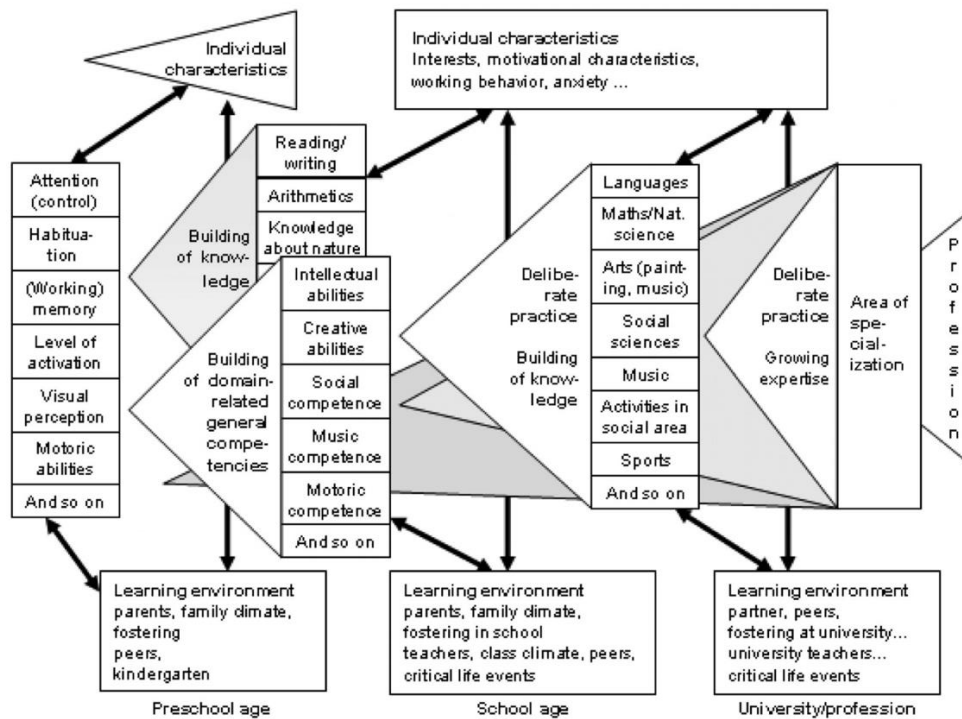 Individual
characteristics
Individual characteristics
Interests, motivational characteristics,
working behavior, anxiety ...
Attention
(control)
Habitua-
tion
(Working)
memory
Level of
activation
Visual
perception
Motoric
abilities
And so on
Building
of know-
ledge
Reading/
writing
Arithmetics
Knowledge
about nature
Building
of domain-
related
general
compe-
tencies
Intellectual
abilities
Creative
abilities
Social
competence
Music
competence
Motoric
competence
And so on
Delibe-
rate
practice
Building
of know-
ledge
Languages
Maths/Nat.
science
Arts (paint-
ing, music)
Social
sciences
Music
Activities in
social area
Sports
And so on
Delibe-
rate
practice
Growing
expertise
Area of
spe-
cial-
ization
P
r
o
f
e
s
s
i
o
n
Learning environment
parents, family climate,
fostering
peers,
kindergarten
Learning environment
parents, family climate,
fostering in school
teachers, class climate, peers,
critical life events
Learning environment
partner, peers,
fostering at university...
university teachers...
critical life events
Preschool age
School age
University/profession